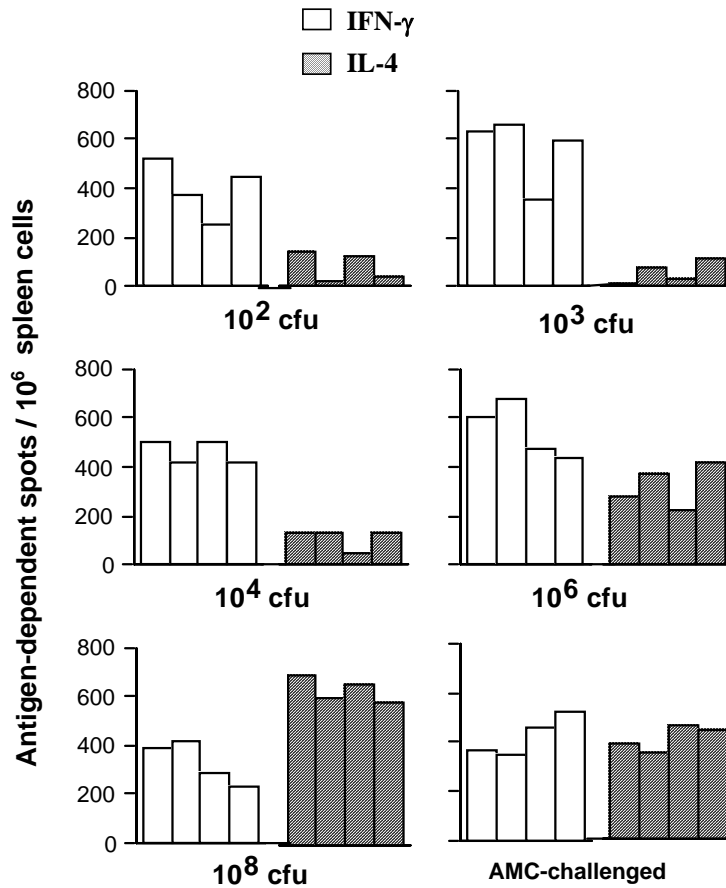 IFN-γ
IL-4
Antigen-dependent spots / 10⁶ spleen cells
800
600
400
200
0
10² cfu
10³ cfu
800
600
400
200
0
10⁴ cfu
10⁶ cfu
800
600
400
200
0
10⁸ cfu
AMC-challenged